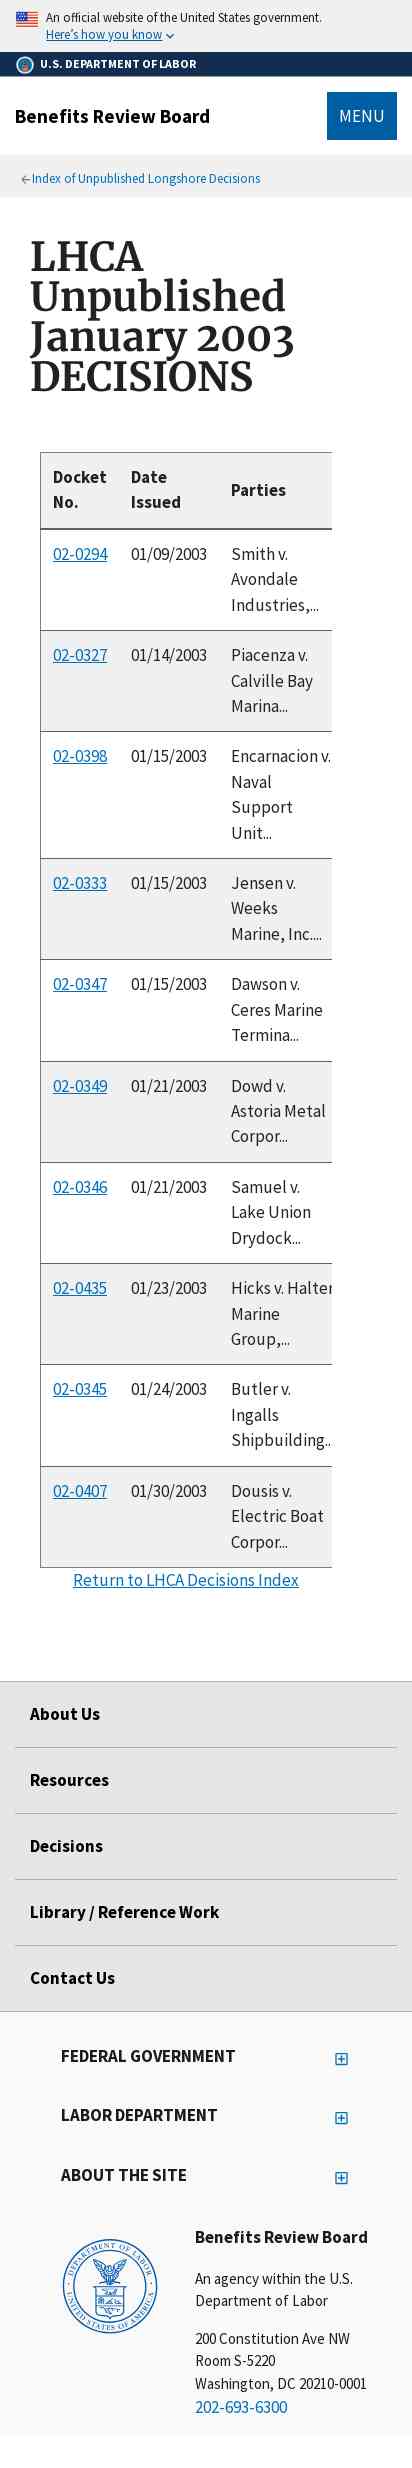 An official website of the United States government.
Here's how you know
U.S. DEPARTMENT OF LABOR
Benefits Review Board
MENU
Index of Unpublished Longshore Decisions
LHCA
Unpublished
January 2003
DECISIONS
Docket No. Date Issued Parties
02-0294 01/09/2003 Smith v.
Avondale
Industries,...
02-0327 01/14/2003 Piacenza v.
Calville Bay
Marina...
02-0398 01/15/2003 Encarnacion v.
Naval
Support
Unit...
02-0333 01/15/2003 Jensen v.
Weeks
Marine, Inc....
02-0347 01/15/2003 Dawson v.
Ceres Marine
Termina...
02-0349 01/21/2003 Dowd v.
Astoria Metal
Corpor...
02-0346 01/21/2003 Samuel v.
Lake Union
Drydock...
02-0435 01/23/2003 Hicks v. Halter
Marine
Group,...
02-0345 01/24/2003 Butler v.
Ingalls
Shipbuilding..
02-0407 01/30/2003 Dousis v.
Electric Boat
Corpor...
Return to LHCA Decisions Index
About Us
Resources
Decisions
Library / Reference Work
Contact Us
FEDERAL GOVERNMENT
LABOR DEPARTMENT
ABOUT THE SITE
DEPARTMENT OF LABOR
UNITED STATES OF AMERICA
Benefits Review Board
An agency within the U.S.
Department of Labor
200 Constitution Ave NW
Room S-5220
Washington, DC 20210-0001
202-693-6300